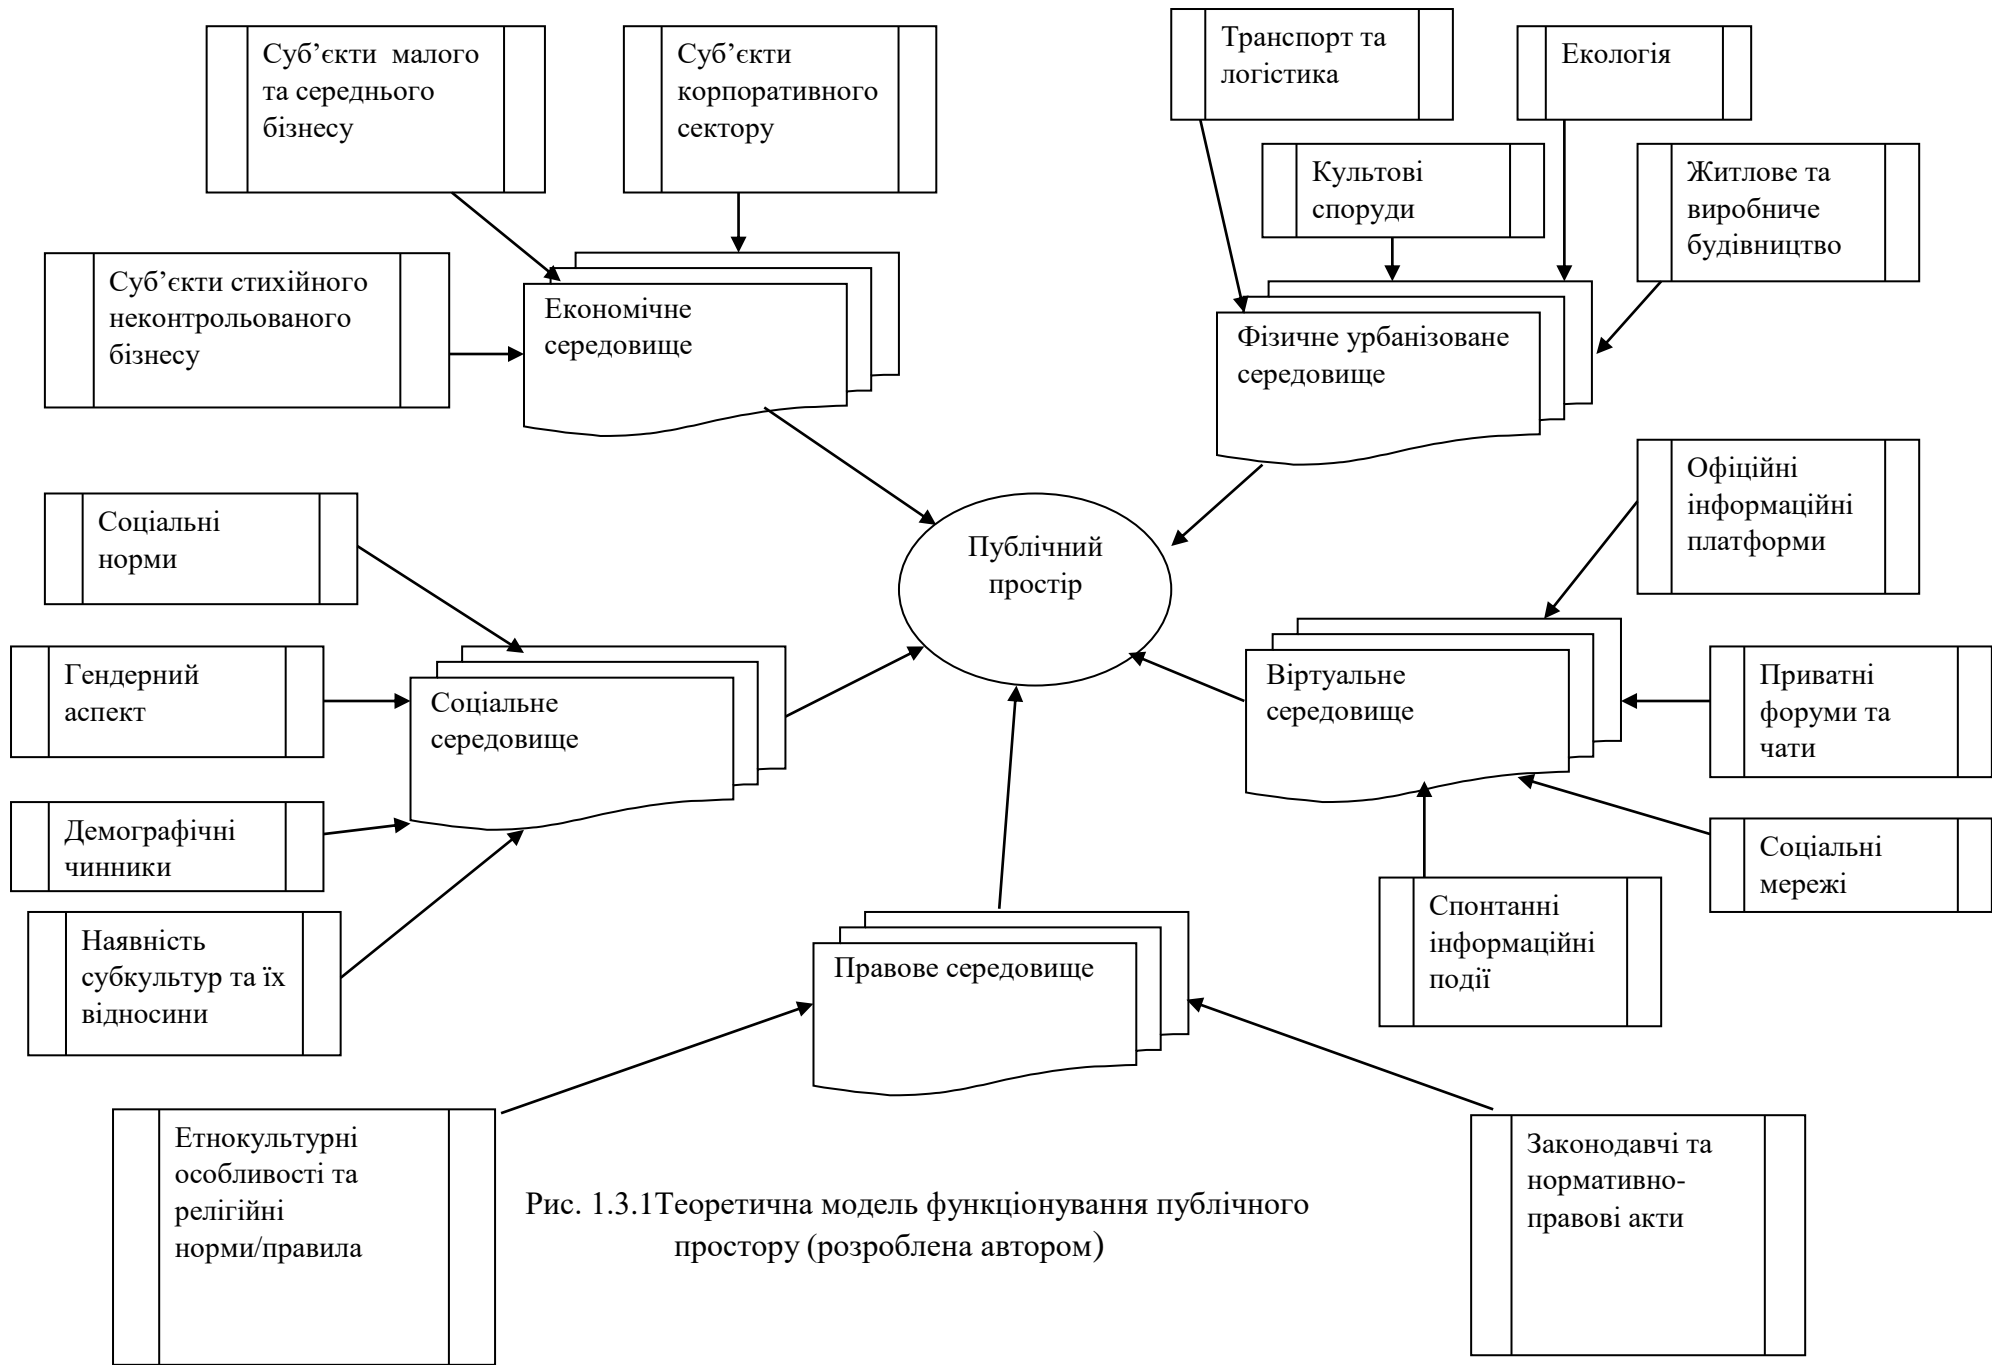 Суб’єкти малого
та середнього
бізнесу
Суб’єкти
корпоративного
сектору
Транспорт та
логістика
Екологія
Культові
споруди
Житлове та
виробниче
будівництво
Суб’єкти стихійного
неконтрольованого
бізнесу
Економічне
середовище
Фізичне урбанізоване
середовище
Соціальні
норми
Публічний
простір
Офіційні
інформаційні
платформи
Гендерний
аспект
Соціальне
середовище
Віртуальне
середовище
Приватні
форуми та
чати
Демографічні
чинники
Соціальні
мережі
Наявність
субкультур та їх
відносини
Правове середовище
Спонтанні
інформаційні
події
Етнокультурні
особливості та
релігійні
норми/правила
Законодавчі та
нормативно-
правові акти
Рис. 1.3.1Теоретична модель функціонування публічного
простору (розроблена автором)